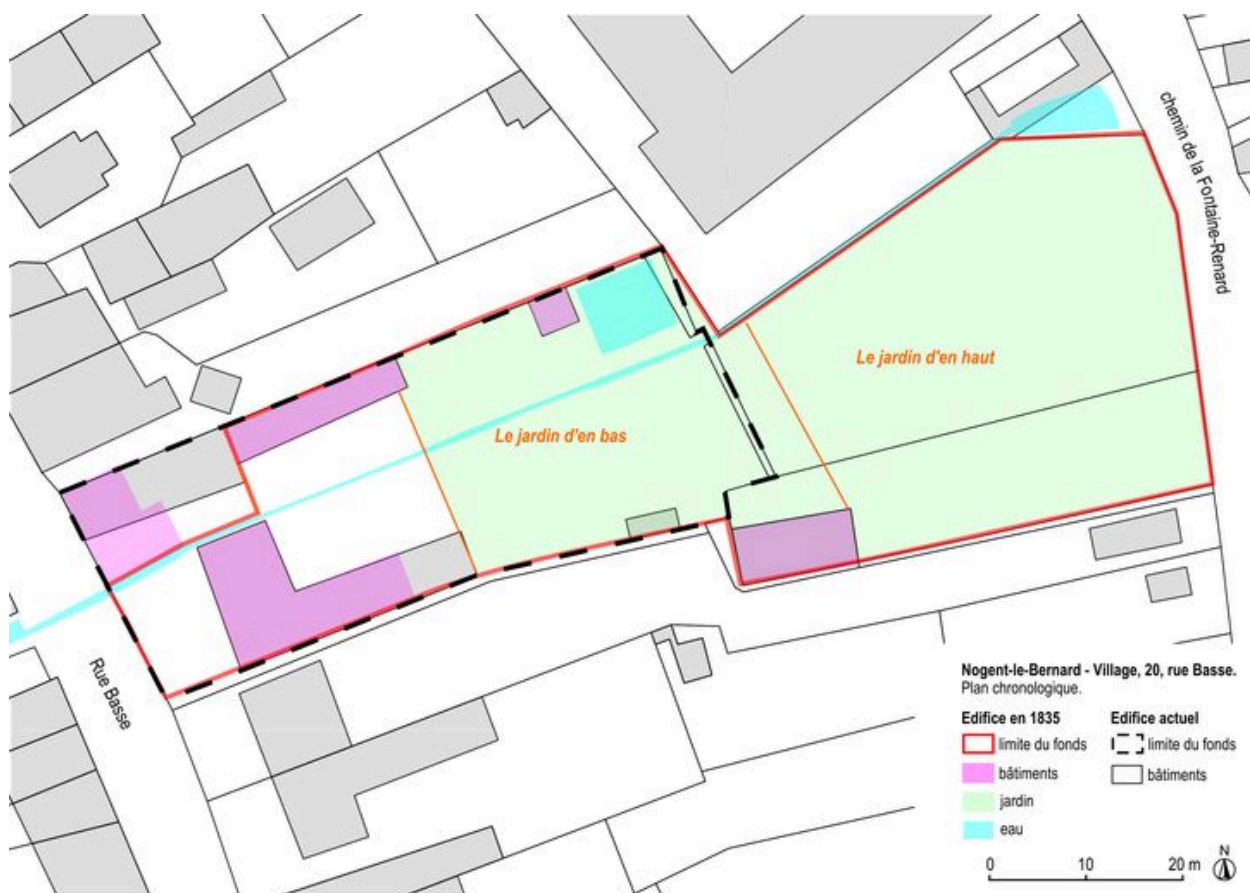 chemin de la Fontaine-Renard
Le jardin d'en haut
Le jardin d'en bas
Rue Basse
Nogent-le-Bernard - Village, 20, rue Basse.
Plan chronologique.
Edifice en 1835
limite du fonds
bâtiments
jardin
eau
Edifice actuel
limite du fonds
bâtiments
0 10 20 m
N